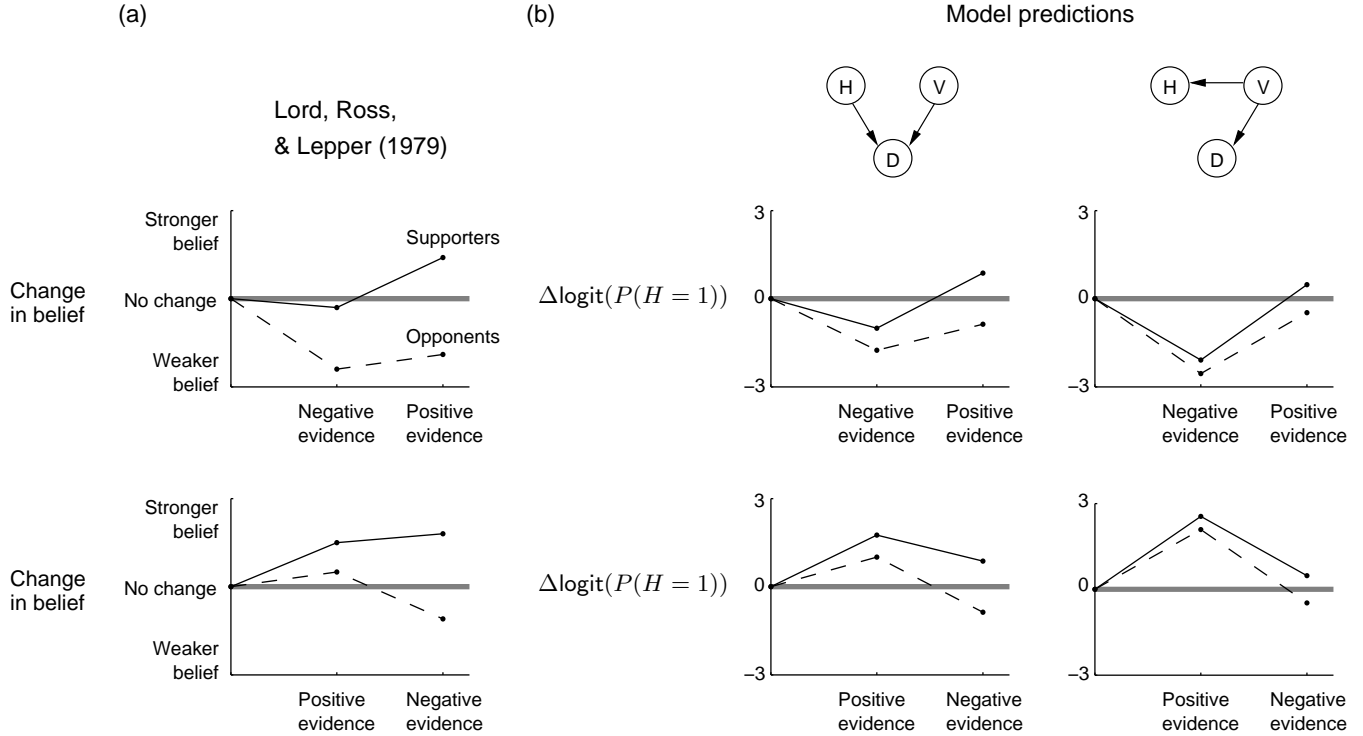 (a)
(b)
Model predictions
Lord, Ross,
& Lepper (1979)
H
V
D
H
V
D
Change
in belief
Stronger
belief
No change
Weaker
belief
Supporters
Opponents
Negative
evidence
Positive
evidence
Δlogit(P(H = 1))
3
0
−3
Negative
evidence
Positive
evidence
3
0
−3
Negative
evidence
Positive
evidence
Change
in belief
Stronger
belief
No change
Weaker
belief
Positive
evidence
Negative
evidence
Δlogit(P(H = 1))
3
0
−3
Positive
evidence
Negative
evidence
3
0
−3
Positive
evidence
Negative
evidence